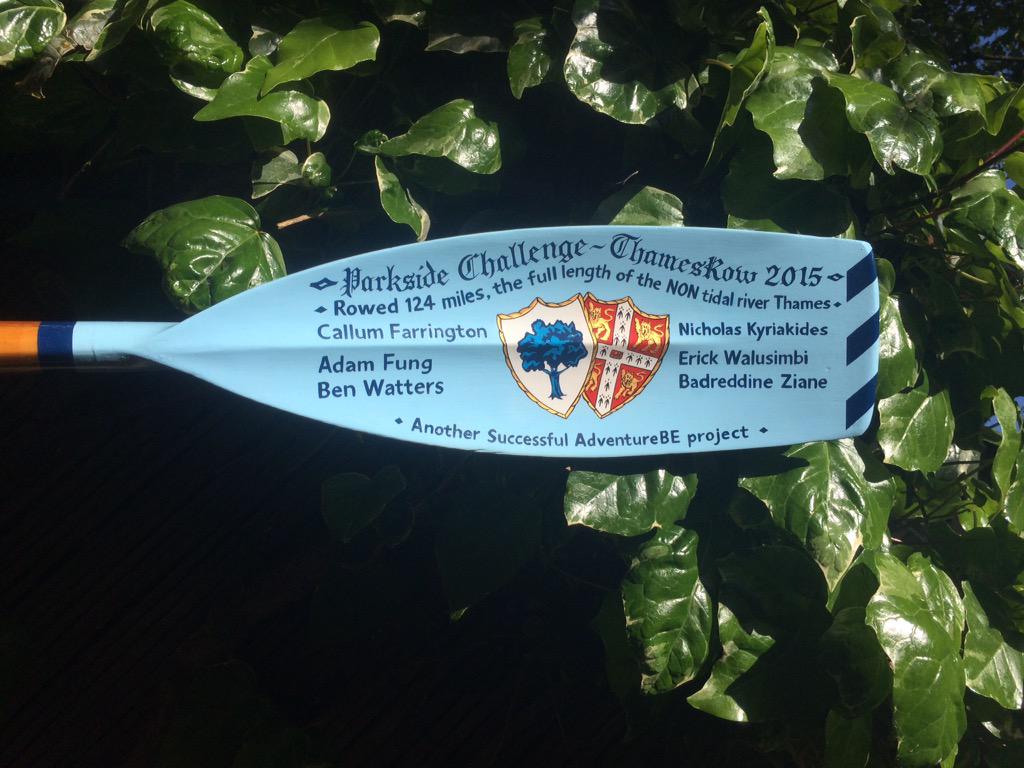 Parkside Challenge ~ ThamesRow 2015
Rowed 124 miles, the full length of the NON tidal river Thames
Callum Farrington
Adam Fung
Ben Watters
Nicholas Kyriakides
Erick Walusimbi
Badreddine Ziane
Another Successful AdventureBE project